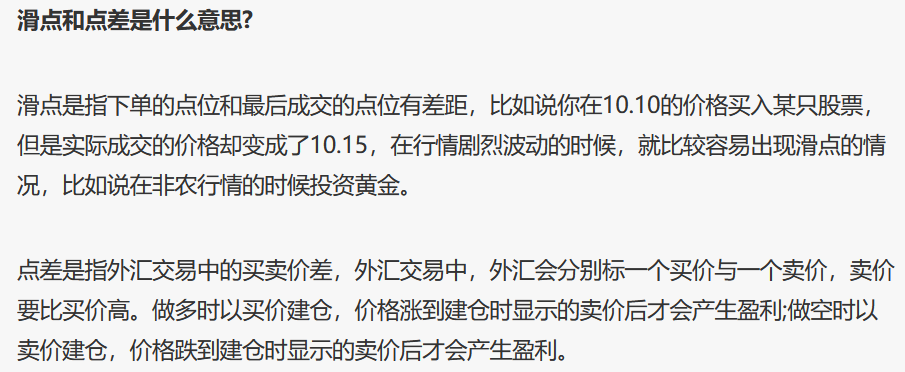 滑点和点差是什么意思?
滑点是指下单的点位和最后成交的点位有差距，比如说你在10.10的价格买入某只股票，
但是实际成交的价格却变成了10.15，在行情剧烈波动的时候，就比较容易出现滑点的情
况，比如说在非农行情的时候投资黄金。
点差是指外汇交易中的买卖价差，外汇交易中，外汇会分别标一个买价与一个卖价，卖价
要比买价高。做多时以买价建仓，价格涨到建仓时显示的卖价后才会产生盈利;做空时以
卖价建仓，价格跌到建仓时显示的卖价后才会产生盈利。